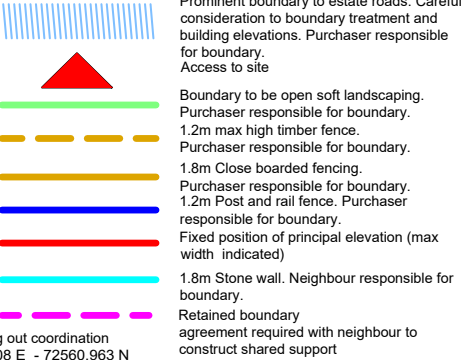 Prominent boundary to estate roads. Careful
consideration to boundary treatment and
building elevations. Purchaser responsible
for boundary.
Access to site
Boundary to be open soft landscaping.
Purchaser responsible for boundary.
1.2m max high timber fence.
Purchaser responsible for boundary.
1.8m Close boarded fencing.
Purchaser responsible for boundary.
1.2m Post and rail fence. Purchaser
responsible for boundary.
Fixed position of principal elevation (max
width indicated)
1.8m Stone wall. Neighbour responsible for
boundary.
Retained boundary
agreement required with neighbour to
construct shared support
out coordination
E - 72560.963 N